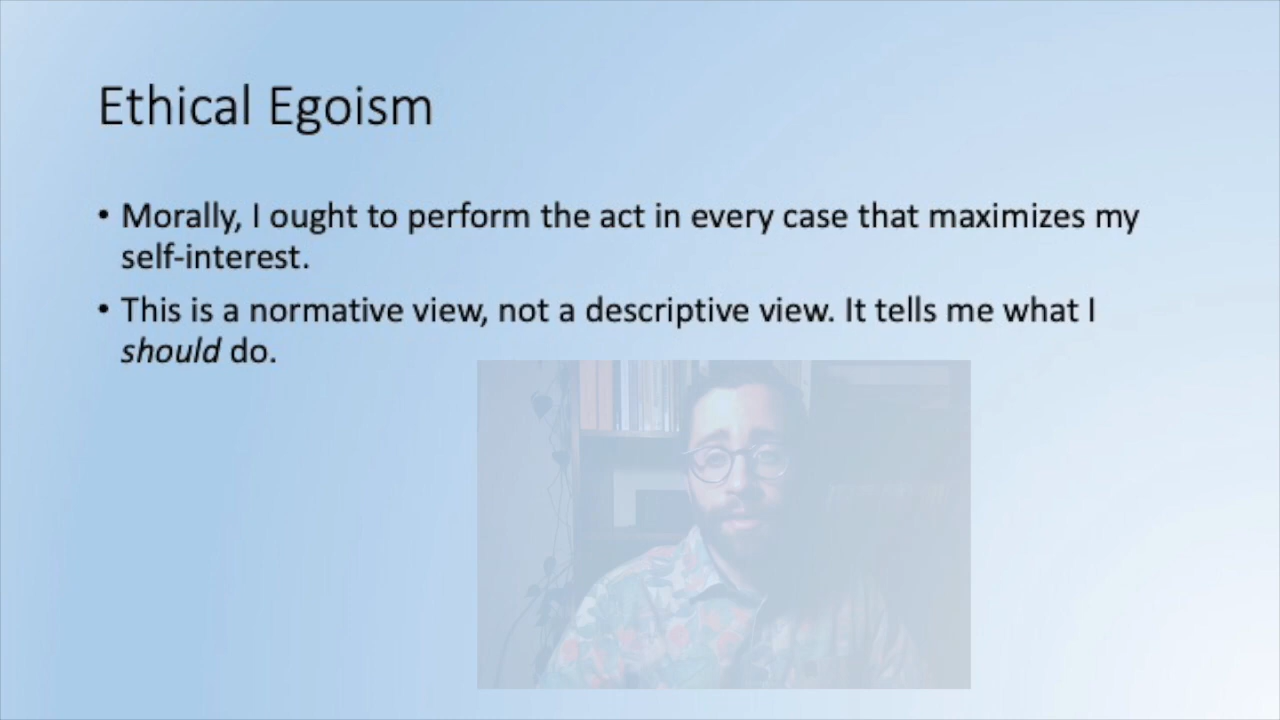 Ethical Egoism
• Morally, I ought to perform the act in every case that maximizes my
self-interest.
• This is a normative view, not a descriptive view. It tells me what I
should do.